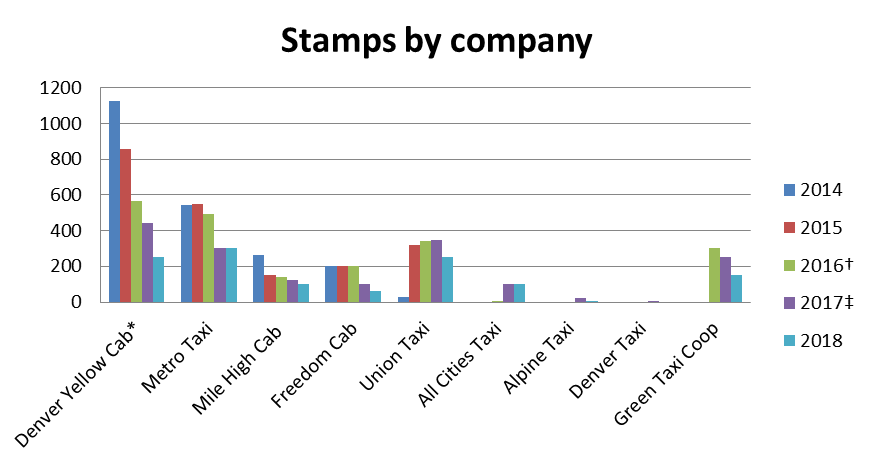 Stamps by company
1200
1000
800
600
400
200
0
Denver Yellow Cab*
Metro Taxi
Mile High Cab
Freedom Cab
Union Taxi
All Cities Taxi
Alpine Taxi
Denver Taxi
Green Taxi Coop
2014
2015
2016†
2017‡
2018